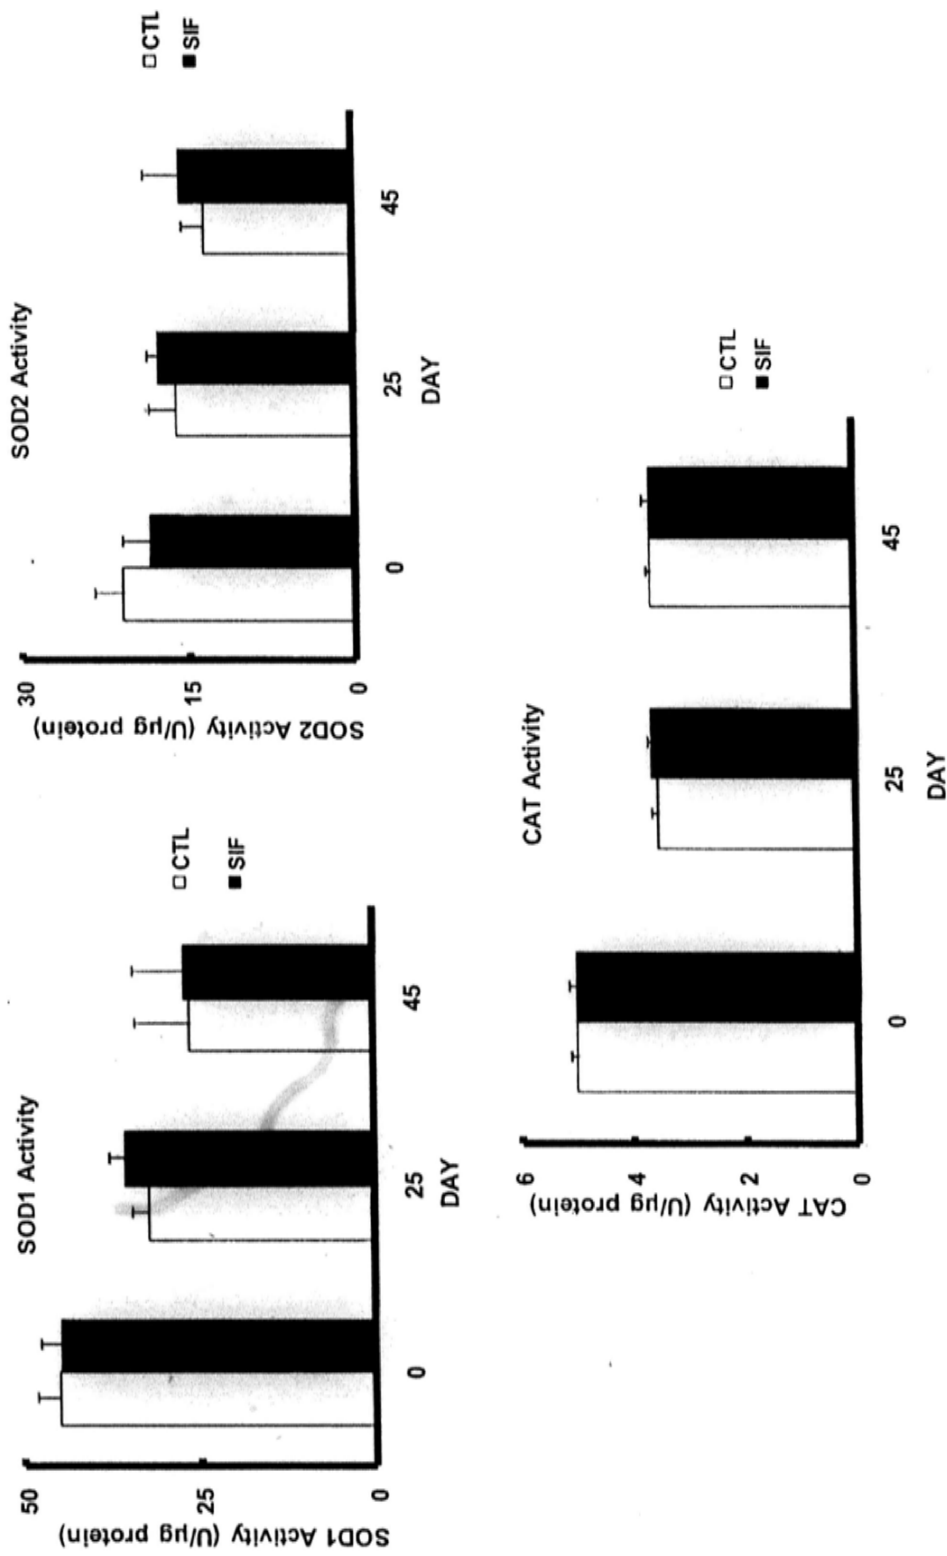 SOD1 Activity
SOD1 Activity (U/µg protein)
50
25
0
0
25
45
DAY
CTL
SIF
SOD2 Activity
SOD2 Activity (U/µg protein)
30
15
0
0
25
45
DAY
CTL
SIF
CAT Activity
CAT Activity (U/µg protein)
6
4
2
0
0
25
45
DAY
CTL
SIF